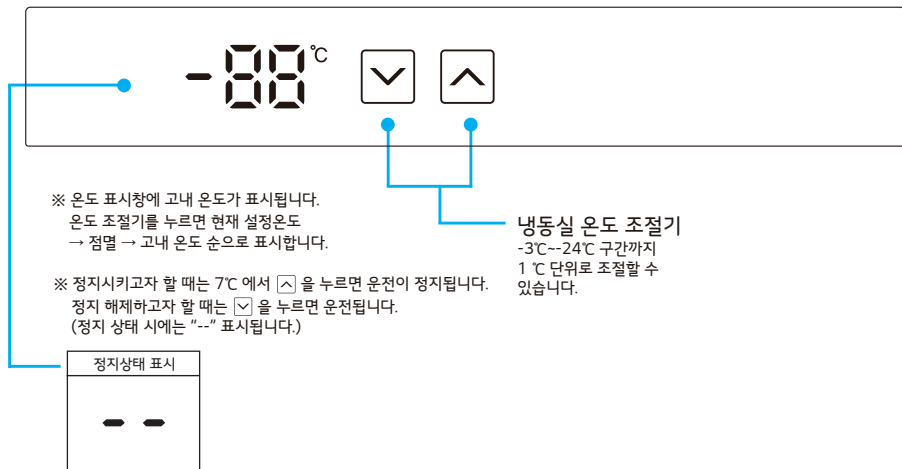 -88℃
※ 온도 표시창에 고내 온도가 표시됩니다.
온도 조절기를 누르면 현재 설정온도
→ 점멸 → 고내 온도 순으로 표시합니다.
냉동실 온도 조절기
-3℃~-24℃ 구간까지
1 ℃ 단위로 조절할 수
있습니다.
※ 정지시키고자 할 때는 7℃ 에서 을 누르면 운전이 정지됩니다.
정지 해제하고자 할 때는 을 누르면 운전됩니다.
(정지 상태 시에는 “--” 표시됩니다.)
정지상태 표시
--